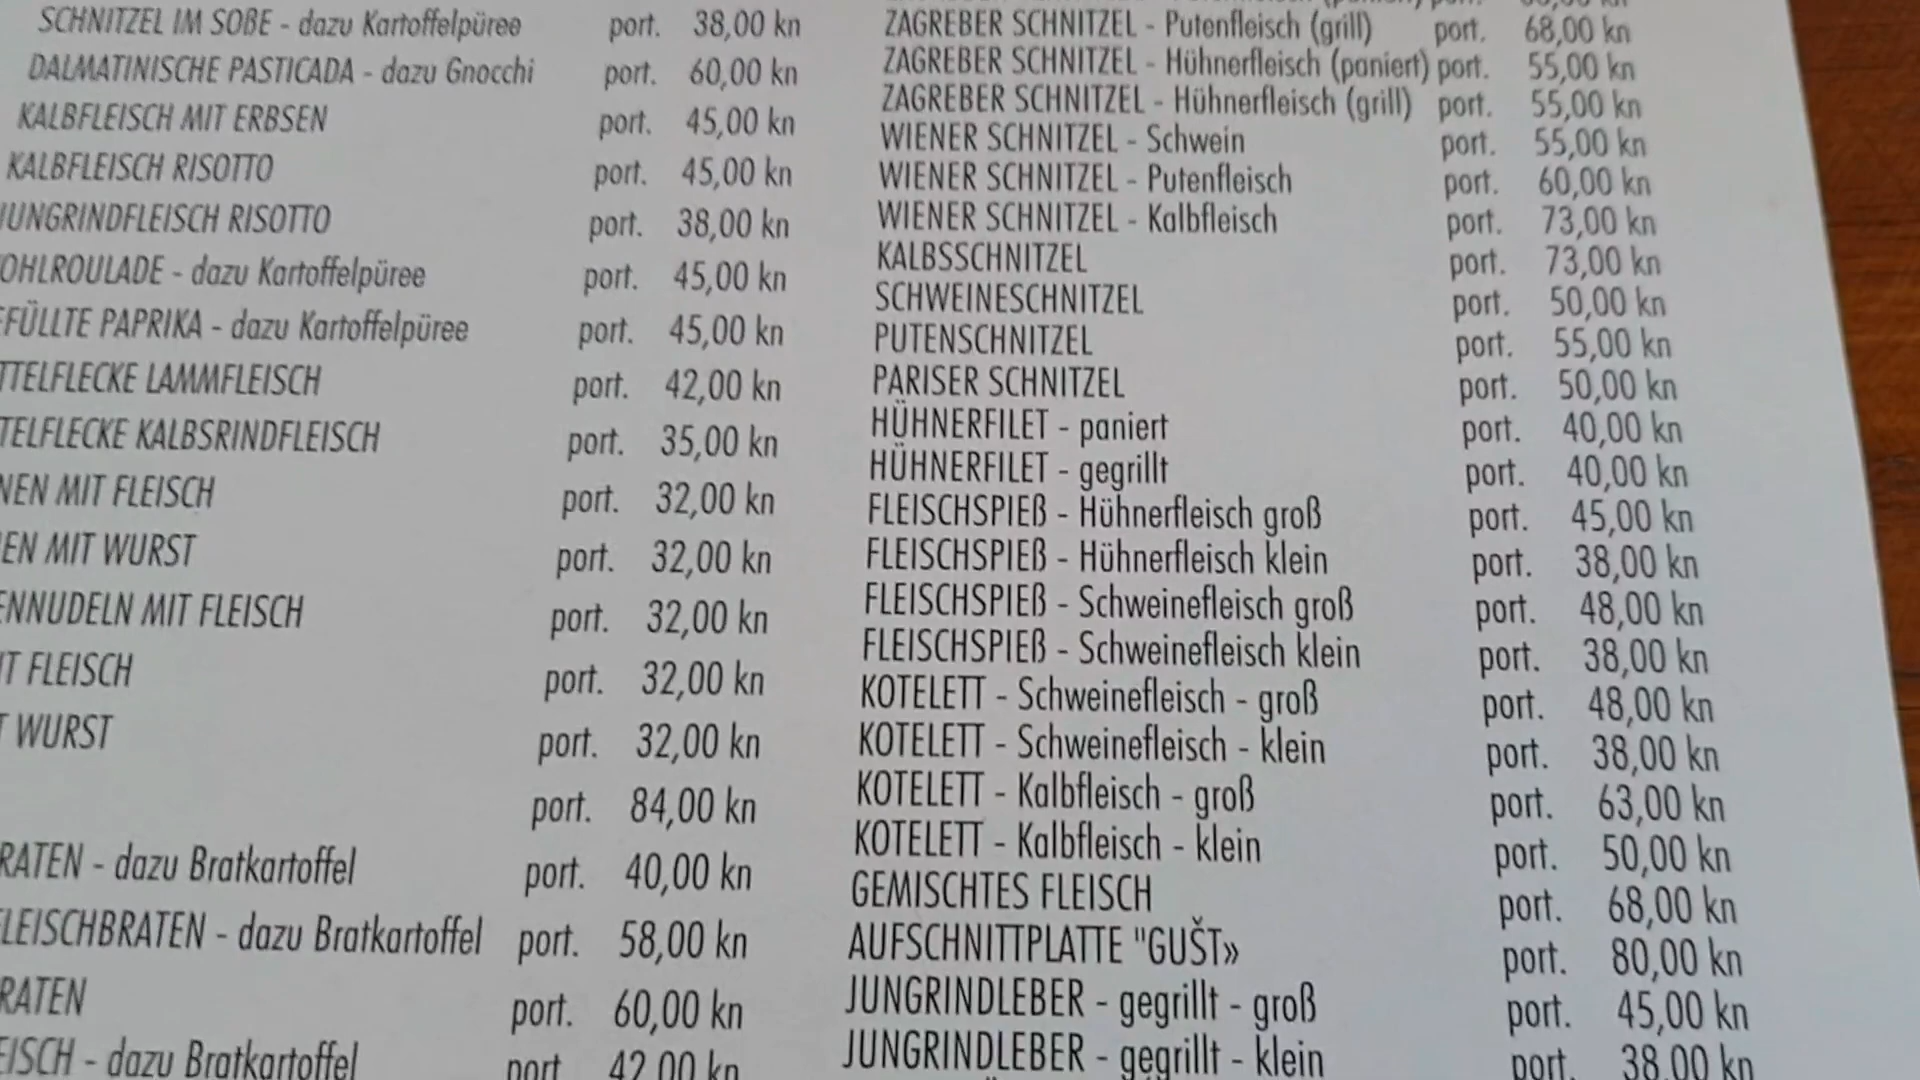 SCHNITZEL IM SOßE - dazu Kartoffelpüree port. 38,00 kn
DALMATINISCHE PASTICADA - dazu Gnocchi port. 60,00 kn
KALBFLEISCH MIT ERBSEN port. 45,00 kn
KALBFLEISCH RISOTTO port. 45,00 kn
JUNGRINDFLEISCH RISOTTO port. 38,00 kn
OHLROULADE - dazu Kartoffelpüree port. 45,00 kn
FÜLLTE PAPRIKA - dazu Kartoffelpüree port. 45,00 kn
TTELFLECKE LAMMFLEISCH port. 42,00 kn
TELFLECKE KALBSRINDFLEISCH port. 35,00 kn
NEN MIT FLEISCH port. 32,00 kn
EN MIT WURST port. 32,00 kn
ENNUDELN MIT FLEISCH port. 32,00 kn
IT FLEISCH port. 32,00 kn
T WURST port. 32,00 kn
port. 84,00 kn
RATEN - dazu Bratkartoffel port. 40,00 kn
LEISCHBRATEN - dazu Bratkartoffel port. 58,00 kn
RATEN port. 60,00 kn
EISCH - dazu Bratkartoffel port 42,00 kn
ZAGREBER SCHNITZEL - Putenfleisch (grill) port. 68,00 kn
ZAGREBER SCHNITZEL - Hühnerfleisch (paniert) port. 55,00 kn
ZAGREBER SCHNITZEL - Hühnerfleisch (grill) port. 55,00 kn
WIENER SCHNITZEL - Schwein port. 55,00 kn
WIENER SCHNITZEL - Putenfleisch port. 60,00 kn
WIENER SCHNITZEL - Kalbfleisch port. 73,00 kn
KALBSSCHNITZEL port. 73,00 kn
SCHWEINESCHNITZEL port. 50,00 kn
PUTENSCHNITZEL port. 55,00 kn
PARISER SCHNITZEL port. 50,00 kn
HÜHNERFILET - paniert port. 40,00 kn
HÜHNERFILET - gegrillt port. 40,00 kn
FLEISCHSPIEß - Hühnerfleisch groß port. 45,00 kn
FLEISCHSPIEß - Hühnerfleisch klein port. 38,00 kn
FLEISCHSPIEß - Schweinefleisch groß port. 48,00 kn
FLEISCHSPIEß - Schweinefleisch klein port. 38,00 kn
KOTELETT - Schweinefleisch - groß port. 48,00 kn
KOTELETT - Schweinefleisch - klein port. 38,00 kn
KOTELETT - Kalbfleisch - groß port. 63,00 kn
KOTELETT - Kalbfleisch - klein port. 50,00 kn
GEMISCHTES FLEISCH port. 68,00 kn
AUFSCHNITTPLATTE "GUŠT» port. 80,00 kn
JUNGRINDLEBER - gegrillt - groß port. 45,00 kn
JUNGRINDLEBER - gegrillt - klein port. 38,00 kn